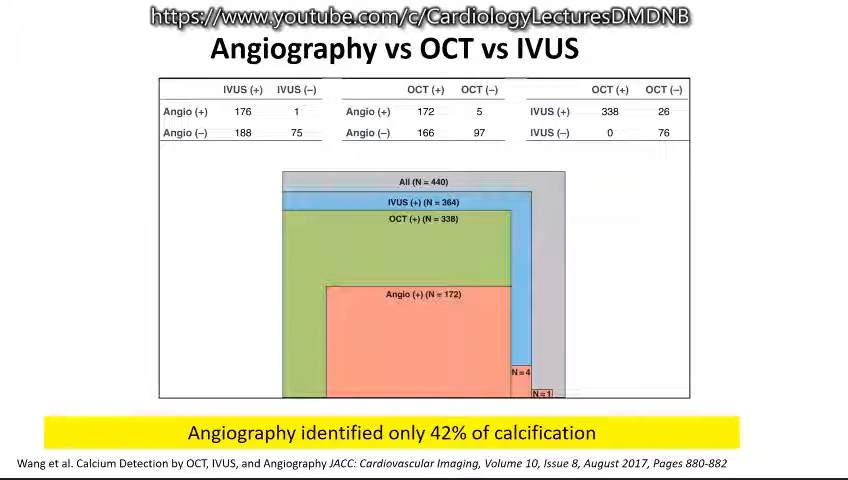 https://www.youtube.com/c/CardiologyLecturesDMDNB
Angiography vs OCT vs IVUS
IVUS (+) IVUS (–)
Angio (+) 176 1
Angio (–) 188 75
OCT (+) OCT (–)
Angio (+) 172 5
Angio (–) 166 97
OCT (+) OCT (–)
IVUS (+) 338 26
IVUS (–) 0 76
All (N = 440)
IVUS (+) (N = 364)
OCT (+) (N = 338)
Angio (+) (N = 172)
N = 4
N = 1
Angiography identified only 42% of calcification
Wang et al. Calcium Detection by OCT, IVUS, and Angiography JACC: Cardiovascular Imaging, Volume 10, Issue 8, August 2017, Pages 880-882